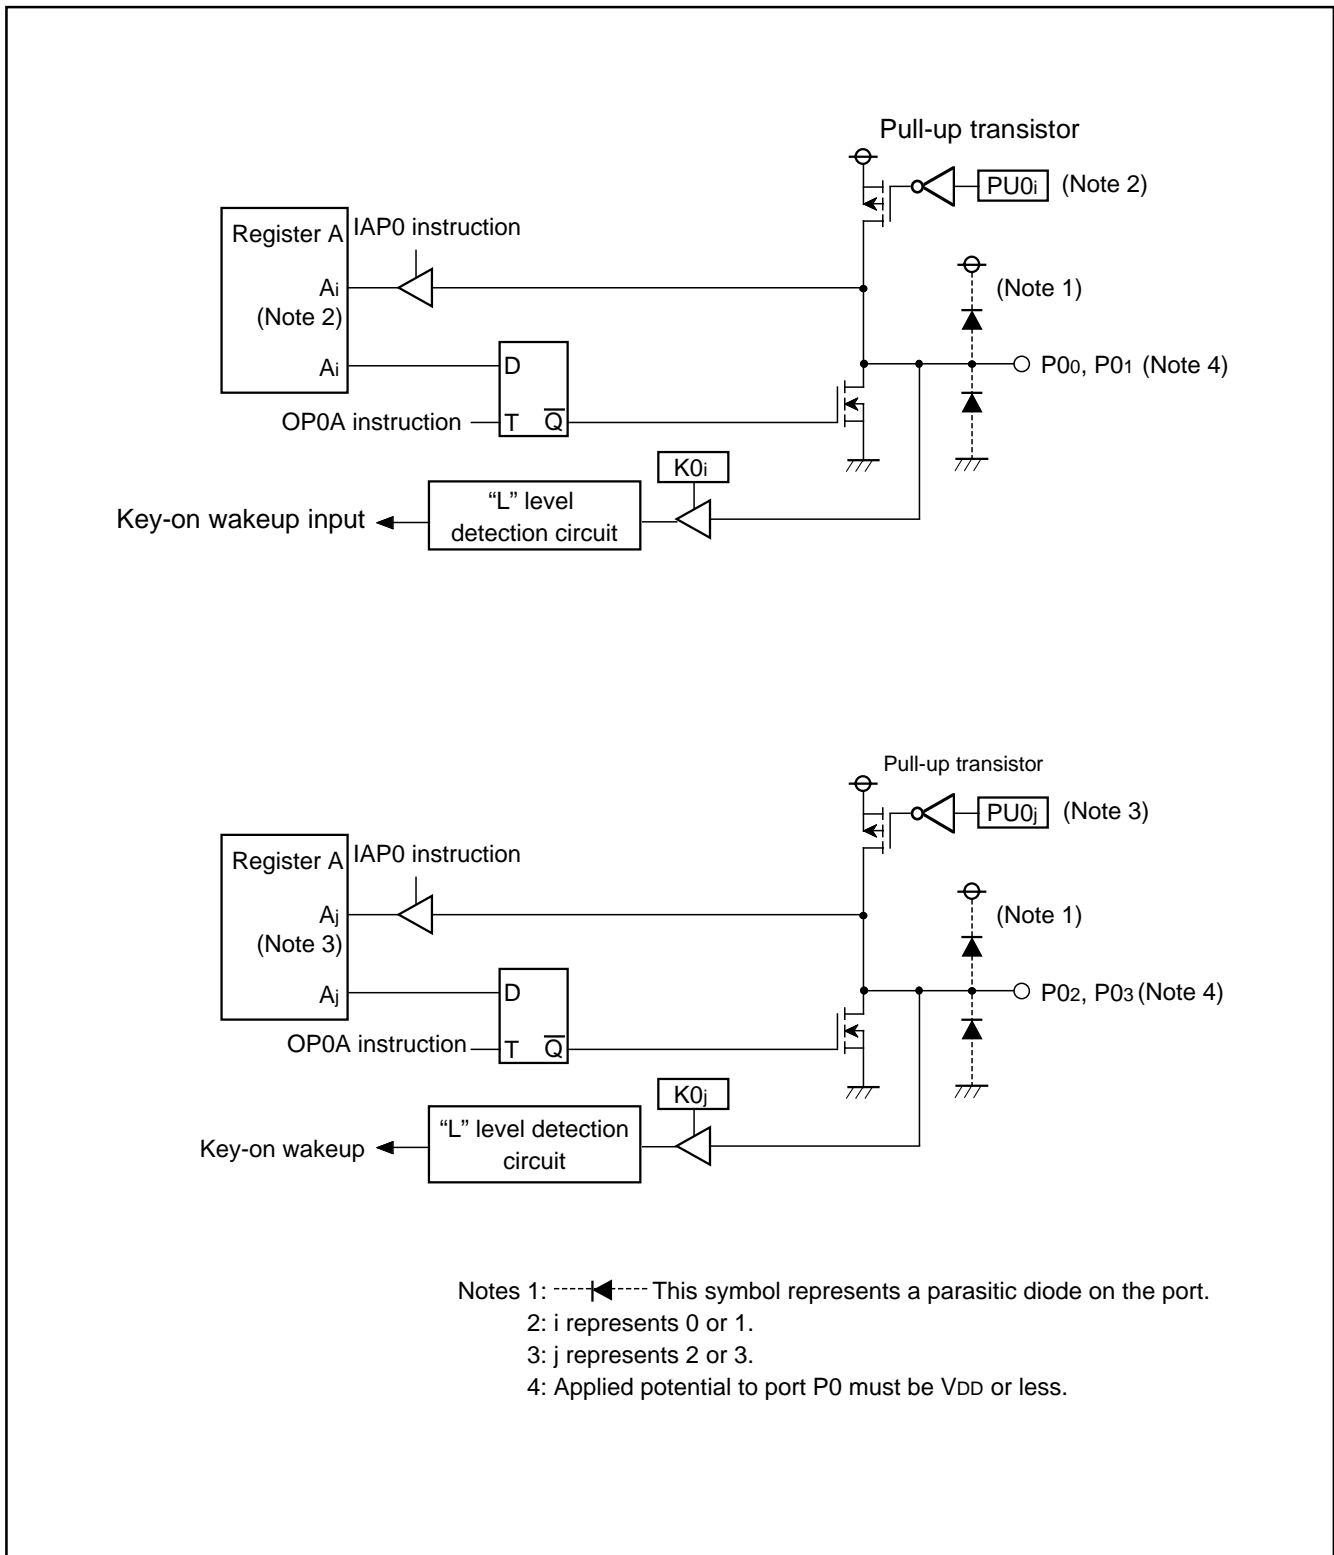 Pull-up transistor
PU0i (Note 2)
Register A
IAP0 instruction
Ai
(Note 2)
(Note 1)
Ai
D
P00, P01 (Note 4)
OP0A instruction
T Q
K0i
"L" level
detection circuit
Key-on wakeup input
Pull-up transistor
PU0j (Note 3)
Register A
IAP0 instruction
Aj
(Note 3)
(Note 1)
Aj
D
P02, P03 (Note 4)
OP0A instruction
T Q
K0j
“L” level detection
circuit
Key-on wakeup
Notes 1: This symbol represents a parasitic diode on the port.
2: i represents 0 or 1.
3: j represents 2 or 3.
4: Applied potential to port P0 must be VDD or less.